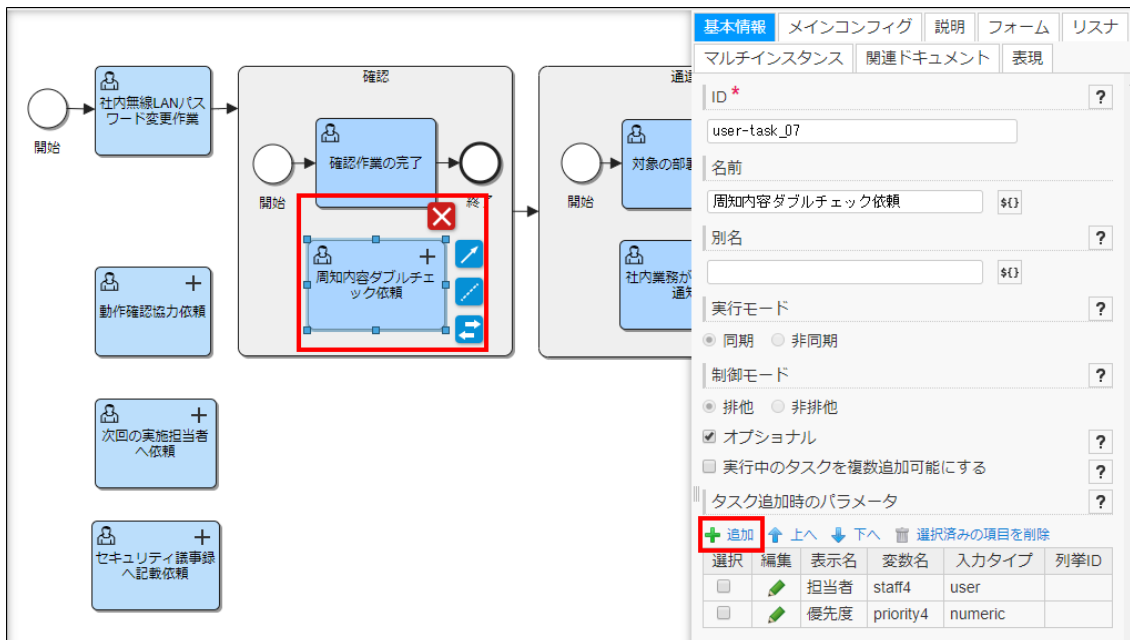 開始
社内無線LANパス
ワード変更作業
確認
開始
確認作業の完了
終了
周知内容ダブルチェ
ック依頼
開始
対象の部
社内業務が
動作確認協力依頼
次回の実施担当者
へ依頼
セキュリティ議事録
へ記載依頼
基本情報 メインコンフィグ 説明 フォーム リスナ
マルチインスタンス 関連ドキュメント 表現
ID * ?
user-task_07
名前
周知内容ダブルチェック依頼 ${}
別名 ?
${}
実行モード ?
同期 非同期
制御モード ?
排他 非排他
オプショナル ?
実行中のタスクを複数追加可能にする ?
タスク追加時のパラメータ ?
追加 上へ 下へ 選択済みの項目を削除
選択 編集 表示名 変数名 入力タイプ 列挙ID
担当者 staff4 user
優先度 priority4 numeric